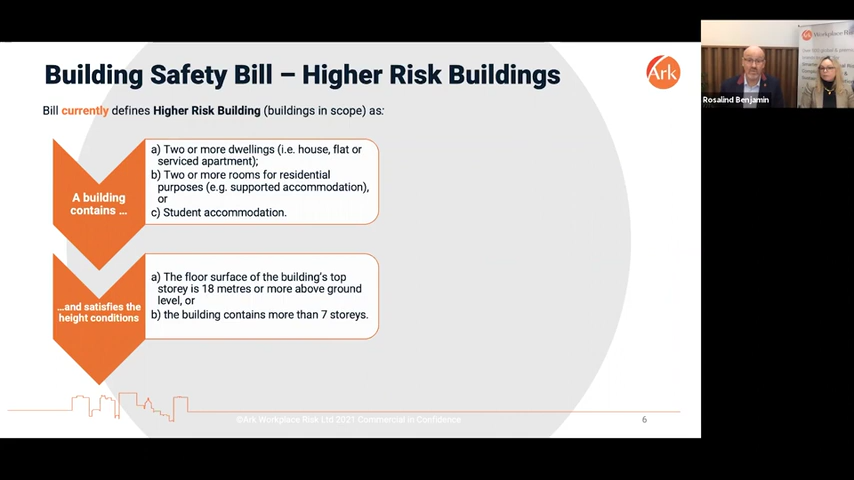 Building Safety Bill – Higher Risk Buildings
Ark
Bill currently defines Higher Risk Building (buildings in scope) as:
A building
contains …
a) Two or more dwellings (i.e. house, flat or
serviced apartment);
b) Two or more rooms for residential
purposes (e.g. supported accommodation),
or
c) Student accommodation.
…and satisfies the
height conditions
a) The floor surface of the building's top
storey is 18 metres or more above ground
level, or
b) the building contains more than 7 storeys.
©Ark Workplace Risk Ltd 2021 Commercial in Confidence
6
Ark Workplace Risk
Rosalind Benjamin